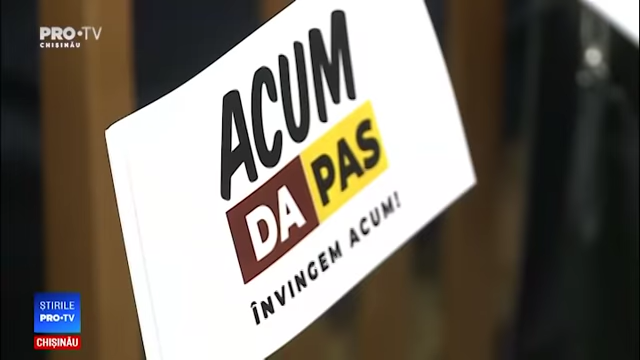 PRO•TV
CHIȘINĂU
ACUM
DA PAS
ÎNVINGEM ACUM!
ȘTIRILE
PRO•TV
CHIȘINĂU